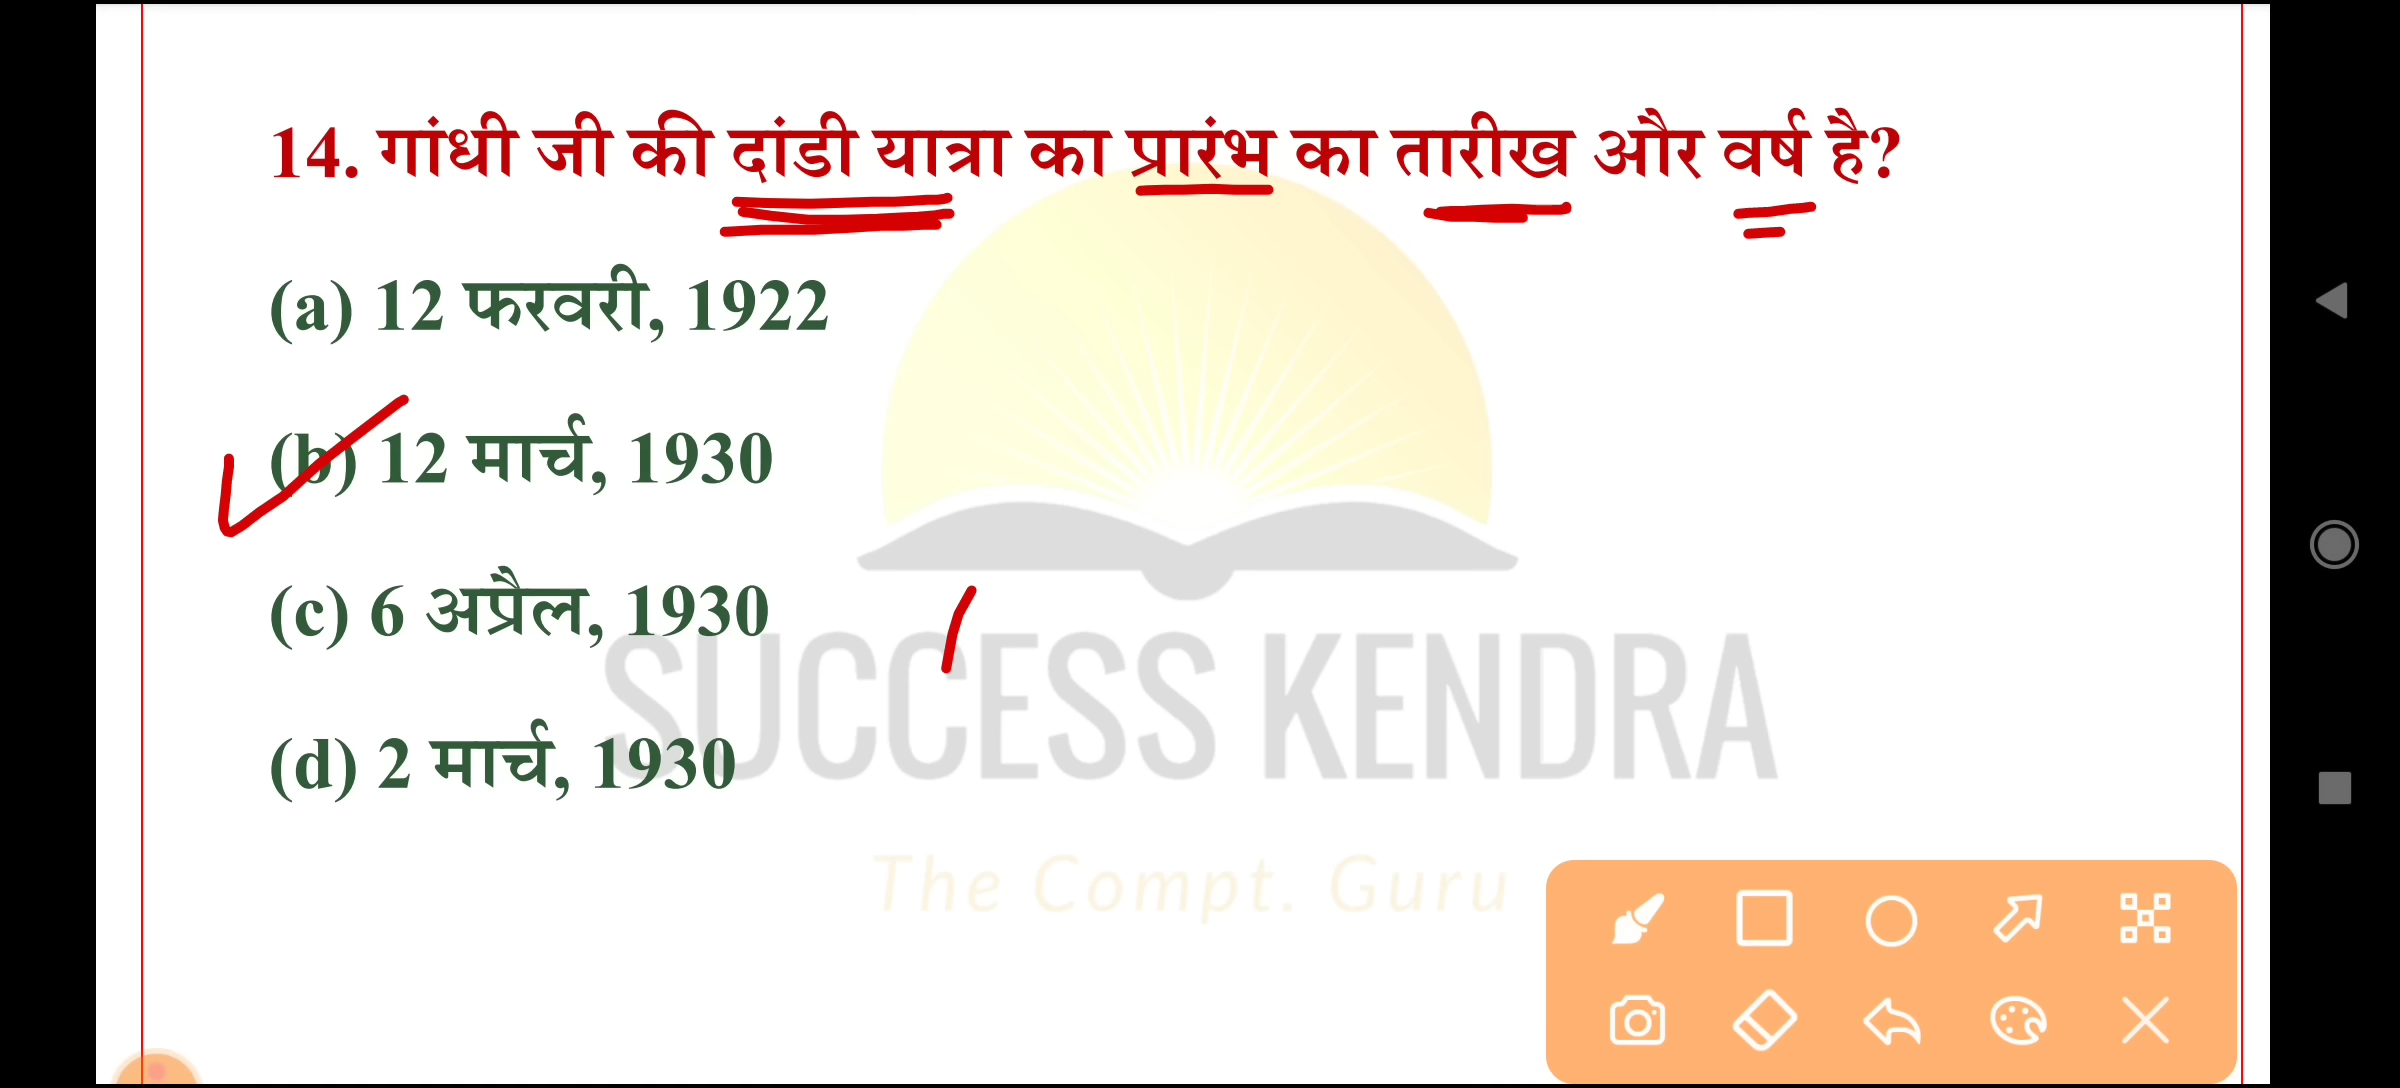 14. गांधी जी की दांडी यात्रा का प्रारंभ का तारीख और वर्ष है?
(a) 12 फरवरी, 1922
(b) 12 मार्च, 1930
(c) 6 अप्रैल, 1930
(d) 2 मार्च, 1930
SUCCESS KENDRA
The Compt. Guru